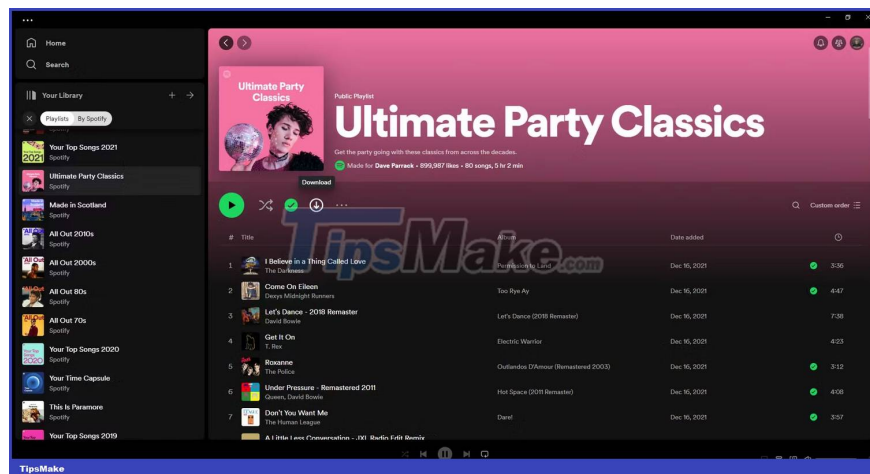 Home
Search
Your Library
Playlists
By Spotify
Spotify
Your Top Songs 2021
Spotify
Ultimate Party Classics
Spotify
Made in Scotland
Spotify
All Out 2010s
Spotify
All Out 2000s
Spotify
All Out 80s
Spotify
All Out 70s
Spotify
Your Top Songs 2020
Spotify
Your Time Capsule
Spotify
This Is Paramore
Spotify
Your Top Songs 2019
Ultimate Party
Classics
Public Playlist
Ultimate Party Classics
Get the party going with these classics from across the decades.
Made for Dave Parrack • 899,987 likes • 80 songs, 5 hr 2 min
Download
Custom order
# Title Album Date added
TipsMake.com
1 I Believe in a Thing Called Love Permission to Land Dec 16, 2021 3:36
The Darkness
2 Come On Eileen Too Rye Ay Dec 16, 2021 4:47
Dexys Midnight Runners
3 Let's Dance - 2018 Remaster Let's Dance (2018 Remaster) Dec 16, 2021 7:38
David Bowie
4 Get It On Electric Warrior Dec 16, 2021 4:23
T. Rex
5 Roxanne Outlandos D'Amour (Remastered 2003) Dec 16, 2021 3:12
The Police
6 Under Pressure - Remastered 2011 Hot Space (2011 Remaster) Dec 16, 2021 4:08
Queen, David Bowie
7 Don't You Want Me Dare! Dec 16, 2021 3:57
The Human League
A Little Less Conversation - JXL Radio Edit Remix
TipsMake